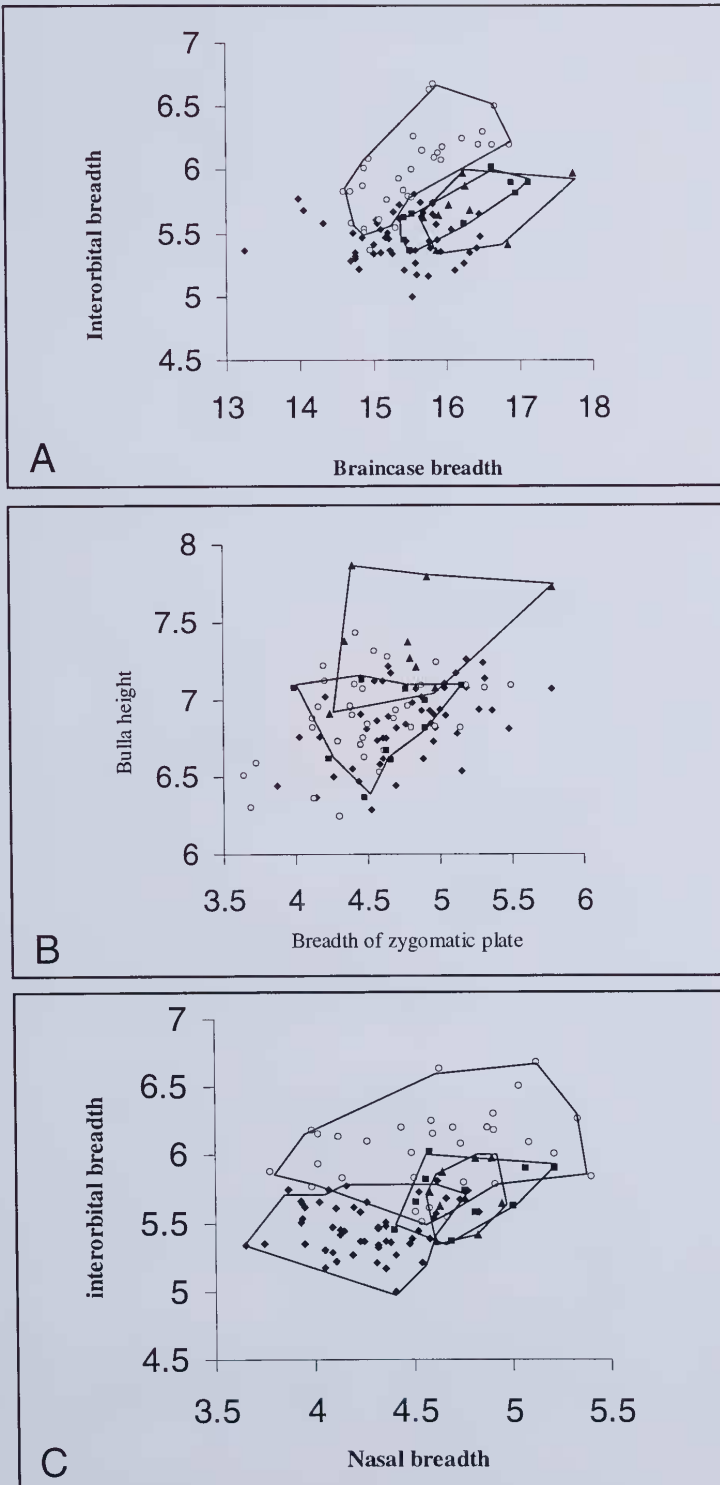 7
6.5
6
5.5
5
4.5
Interorbital breadth
13 14 15 16 17 18
Braincase breadth
A
8
7.5
7
6.5
6
Bulla height
3.5 4 4.5 5 5.5 6
Breadth of zygomatic plate
B
7
6.5
6
5.5
5
4.5
interorbital breadth
3.5 4 4.5 5 5.5
Nasal breadth
C